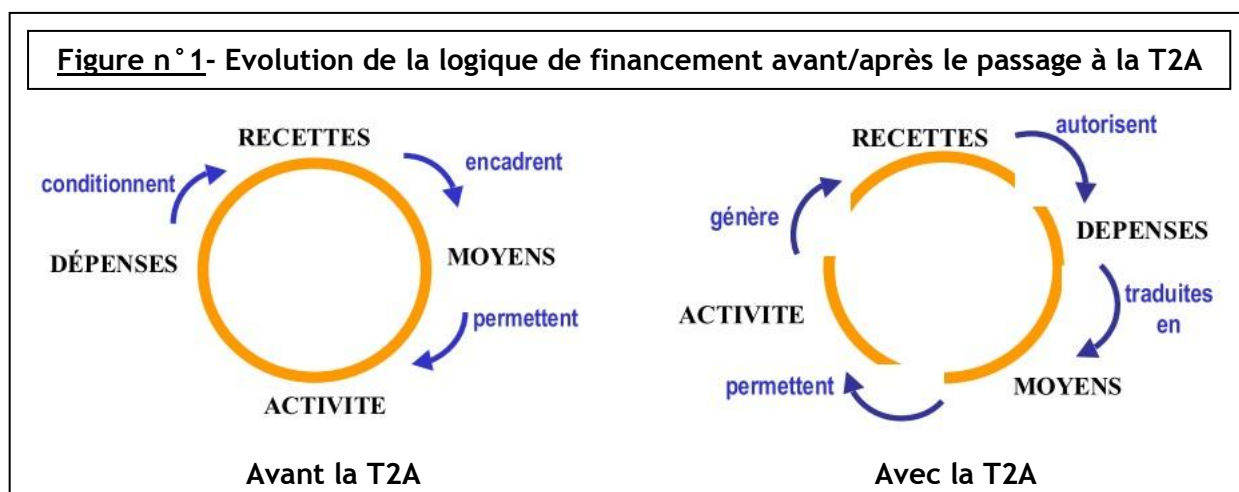 Figure n°1- Evolution de la logique de financement avant/après le passage à la T2A
RECETTES
encadrent
conditionnent
DÉPENSES
MOYENS
permettent
ACTIVITE
Avant la T2A
RECETTES
autorisent
génère
DEPENSES
traduites
en
ACTIVITE
permettent
MOYENS
Avec la T2A